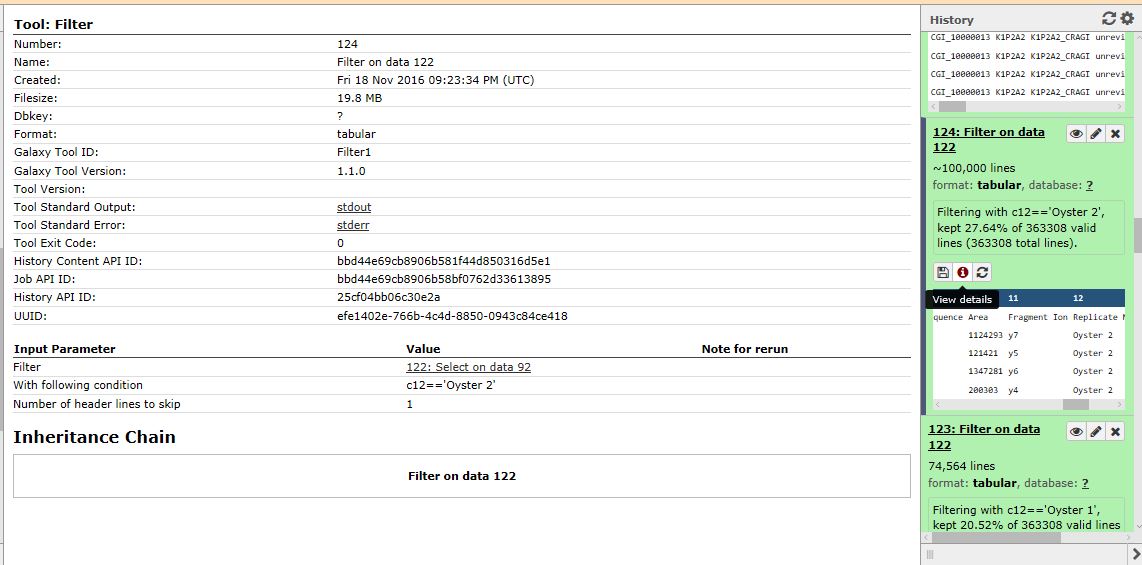 Tool: Filter
Number: 124
Name: Filter on data 122
Created: Fri 18 Nov 2016 09:23:34 PM (UTC)
Filesize: 19.8 MB
Dbkey: ?
Format: tabular
Galaxy Tool ID: Filter1
Galaxy Tool Version: 1.1.0
Tool Version:
Tool Standard Output: stdout
Tool Standard Error: stderr
Tool Exit Code: 0
History Content API ID: bbd44e69cb8906b581f44d850316d5e1
Job API ID: bbd44e69cb8906b58bf0762d33613895
History API ID: 25cf04bb06c30e2a
UUID: efe1402e-766b-4c4d-8850-0943c84ce418
Input Parameter Value Note for rerun
Filter 122: Select on data 92
With following condition c12=='Oyster 2'
Number of header lines to skip 1
Inheritance Chain
Filter on data 122
History
CGI_10000013 K1P2A2 K1P2A2_CRAGI unrevi
CGI_10000013 K1P2A2 K1P2A2_CRAGI unrevi
CGI_10000013 K1P2A2 K1P2A2_CRAGI unrevi
CGI_10000013 K1P2A2 K1P2A2_CRAGI unrevi
124: Filter on data
122
~100,000 lines
format: tabular, database: ?
Filtering with c12=='Oyster 2',
kept 27.64% of 363308 valid
lines (363308 total lines).
View details 11 12
quence Area Fragment Ion Replicate
1124293 y7 Oyster 2
121421 y5 Oyster 2
1347281 y6 Oyster 2
200303 y4 Oyster 2
123: Filter on data
122
74,564 lines
format: tabular, database: ?
Filtering with c12=='Oyster 1',
kept 20.52% of 363308 valid lines